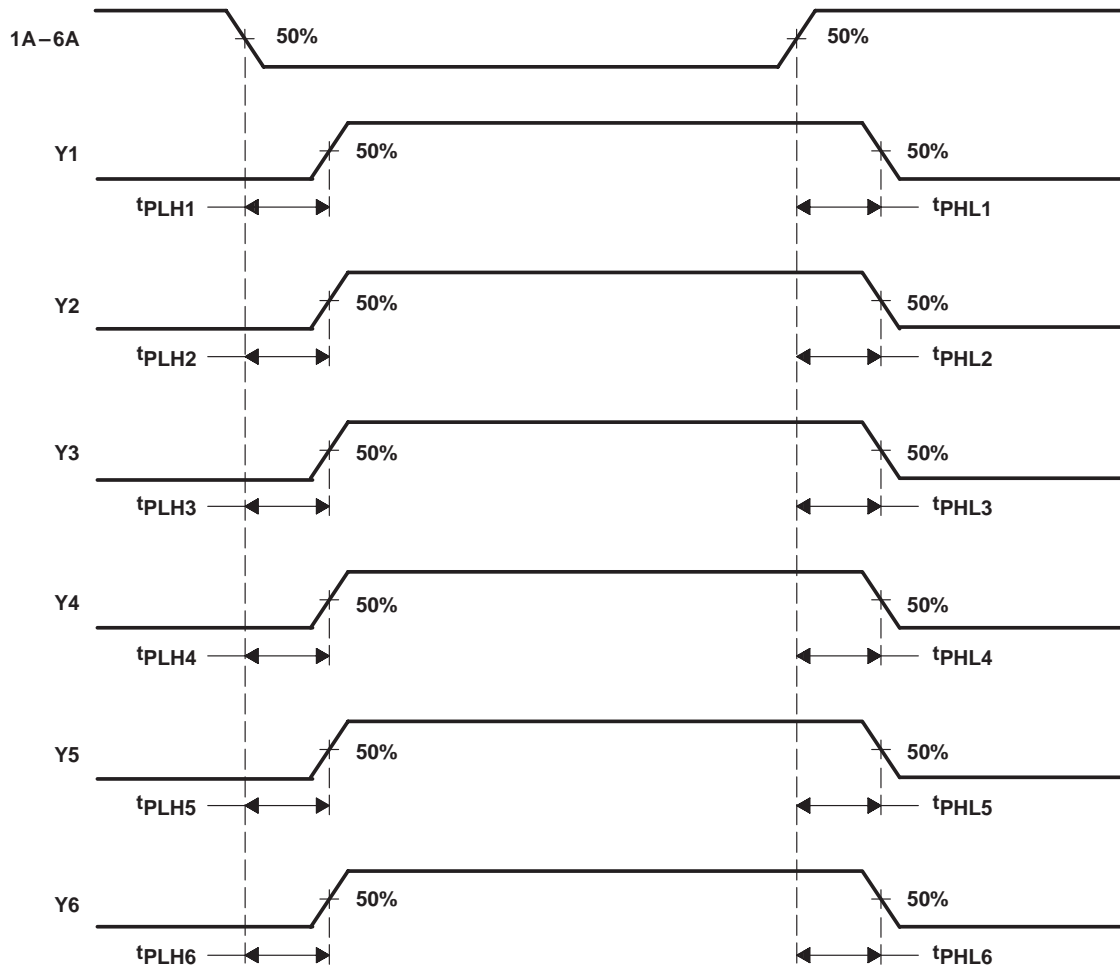 1A–6A 50% 50%
Y1 50% 50%
tPLH1 tPHL1
Y2 50% 50%
tPLH2 tPHL2
Y3 50% 50%
tPLH3 tPHL3
Y4 50% 50%
tPLH4 tPHL4
Y5 50% 50%
tPLH5 tPHL5
Y6 50% 50%
tPLH6 tPHL6